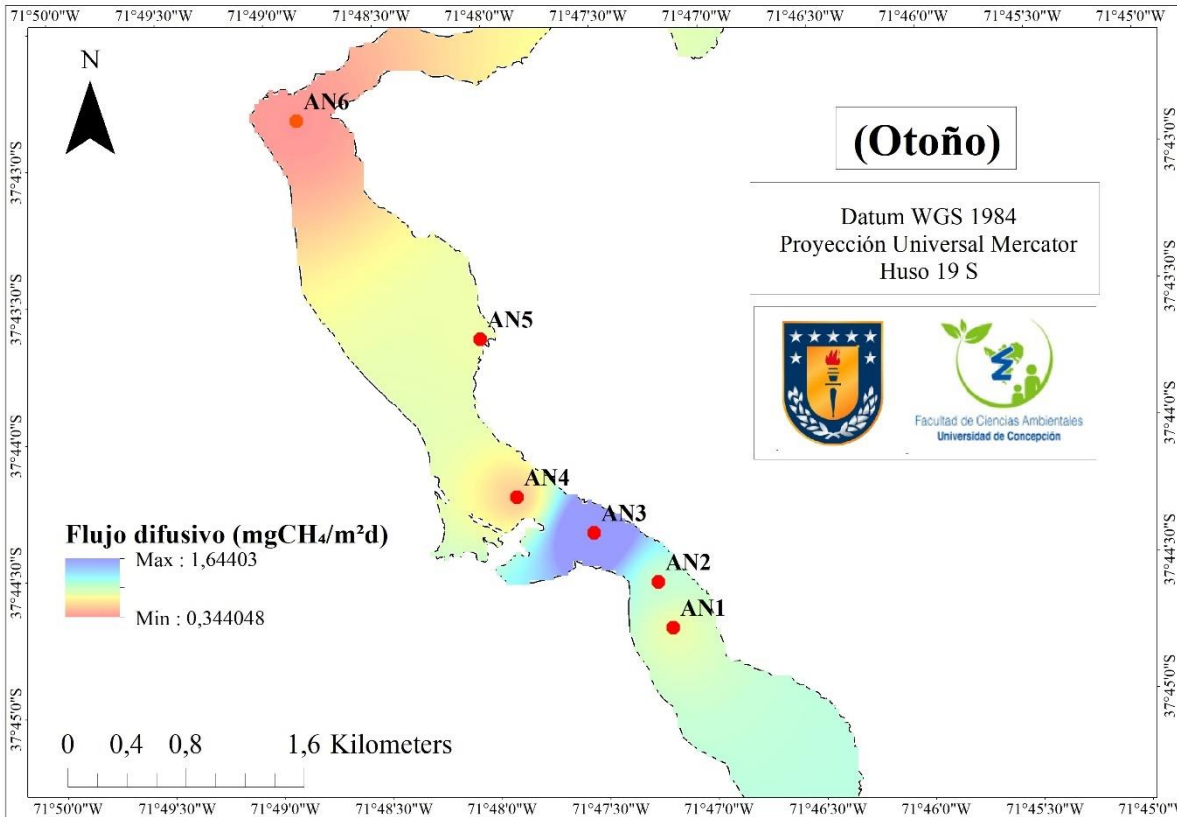 71°50'0"W 71°49'30"W 71°49'0"W 71°48'30"W 71°48'0"W 71°47'30"W 71°47'0"W 71°46'30"W 71°46'0"W 71°45'30"W 71°45'0"W
N
AN6
(Otoño)
37°43'0"S
37°43'0"S
Datum WGS 1984
Proyección Universal Mercator
Huso 19 S
37°43'30"S
37°43'30"S
AN5
Facultad de Ciencias Ambientales
Universidad de Concepción
37°44'0"S
37°44'0"S
AN4
AN3
Flujo difusivo (mgCH₄/m²d)
Max : 1,64403
Min : 0,344048
37°44'30"S
37°44'30"S
AN2
AN1
37°45'0"S
37°45'0"S
0 0,4 0,8 1,6 Kilometers
71°50'0"W 71°49'30"W 71°49'0"W 71°48'30"W 71°48'0"W 71°47'30"W 71°47'0"W 71°46'30"W 71°46'0"W 71°45'30"W 71°45'0"W